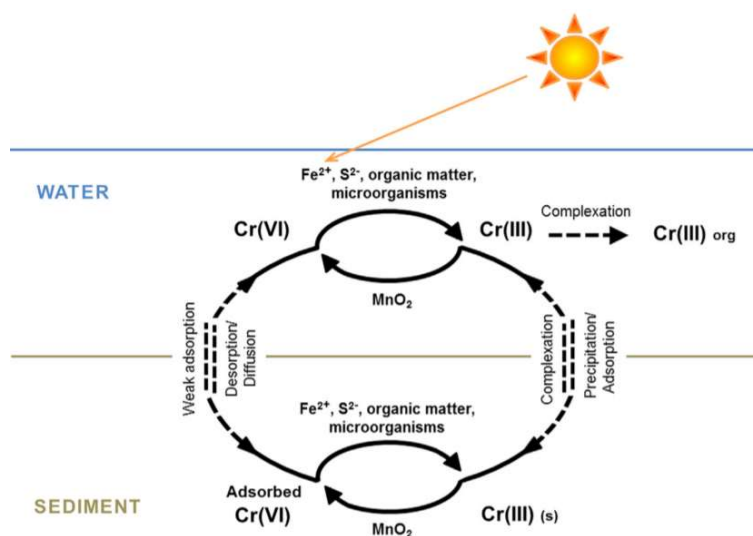 Fe²⁺, S²⁻, organic matter,
microorganisms
WATER
Complexation
Cr(VI)
Cr(III)
Cr(III) org
MnO₂
Weak adsorption
Desorption/
Diffusion
Complexation
Precipitation/
Adsorption
Fe²⁺, S²⁻, organic matter,
microorganisms
Adsorbed
Cr(VI)
SEDIMENT
Cr(III) (s)
MnO₂